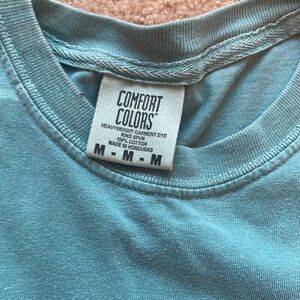 COMFORT
COLORS®
HEAVYWEIGHT GARMENT DYE
RING SPUN
100% COTTON
MADE IN HONDURAS
M - M - M